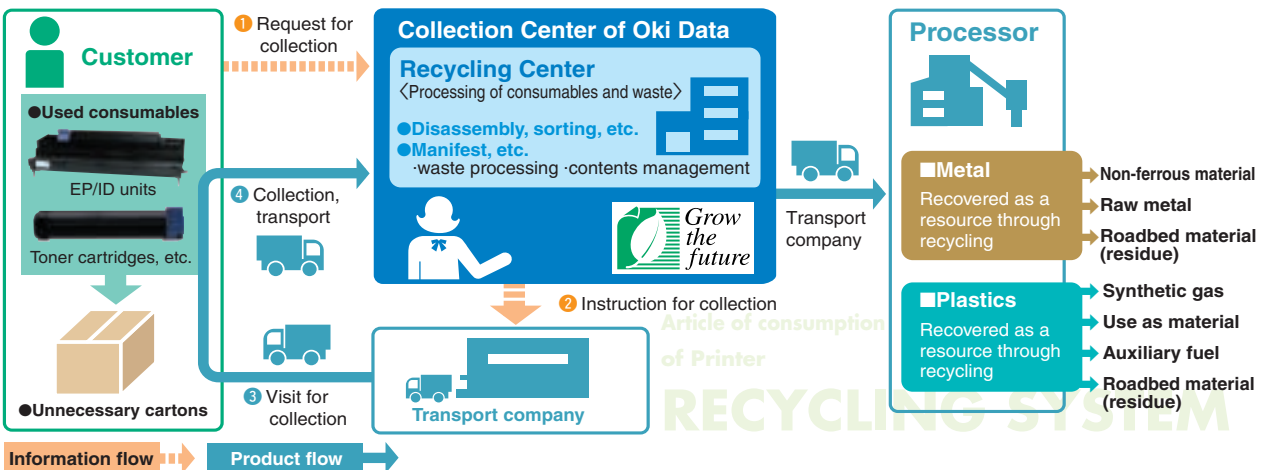 Customer
●Used consumables
EP/ID units
Toner cartridges, etc.
●Unnecessary cartons
1 Request for
collection
Collection Center of Oki Data
Recycling Center
〈Processing of consumables and waste〉
●Disassembly, sorting, etc.
●Manifest, etc.
·waste processing ·contents management
Grow
the
future
4 Collection,
transport
2 Instruction for collection
3 Visit for
collection
Transport company
Transport
company
Processor
■Metal
Recovered as a
resource through
recycling
Non-ferrous material
Raw metal
Roadbed material
(residue)
■Plastics
Recovered as a
resource through
recycling
Synthetic gas
Use as material
Auxiliary fuel
Roadbed material
(residue)
Article of consumption
of Printer
RECYCLING SYSTEM
Information flow
Product flow